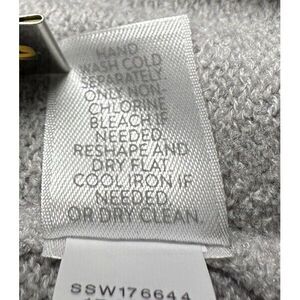 HAND
WASH COLD
SEPARATELY.
ONLY NON-
CHLORINE
BLEACH IF
NEEDED.
RESHAPE AND
DRY FLAT.
COOL IRON IF
NEEDED
OR DRY CLEAN.
SSW176644